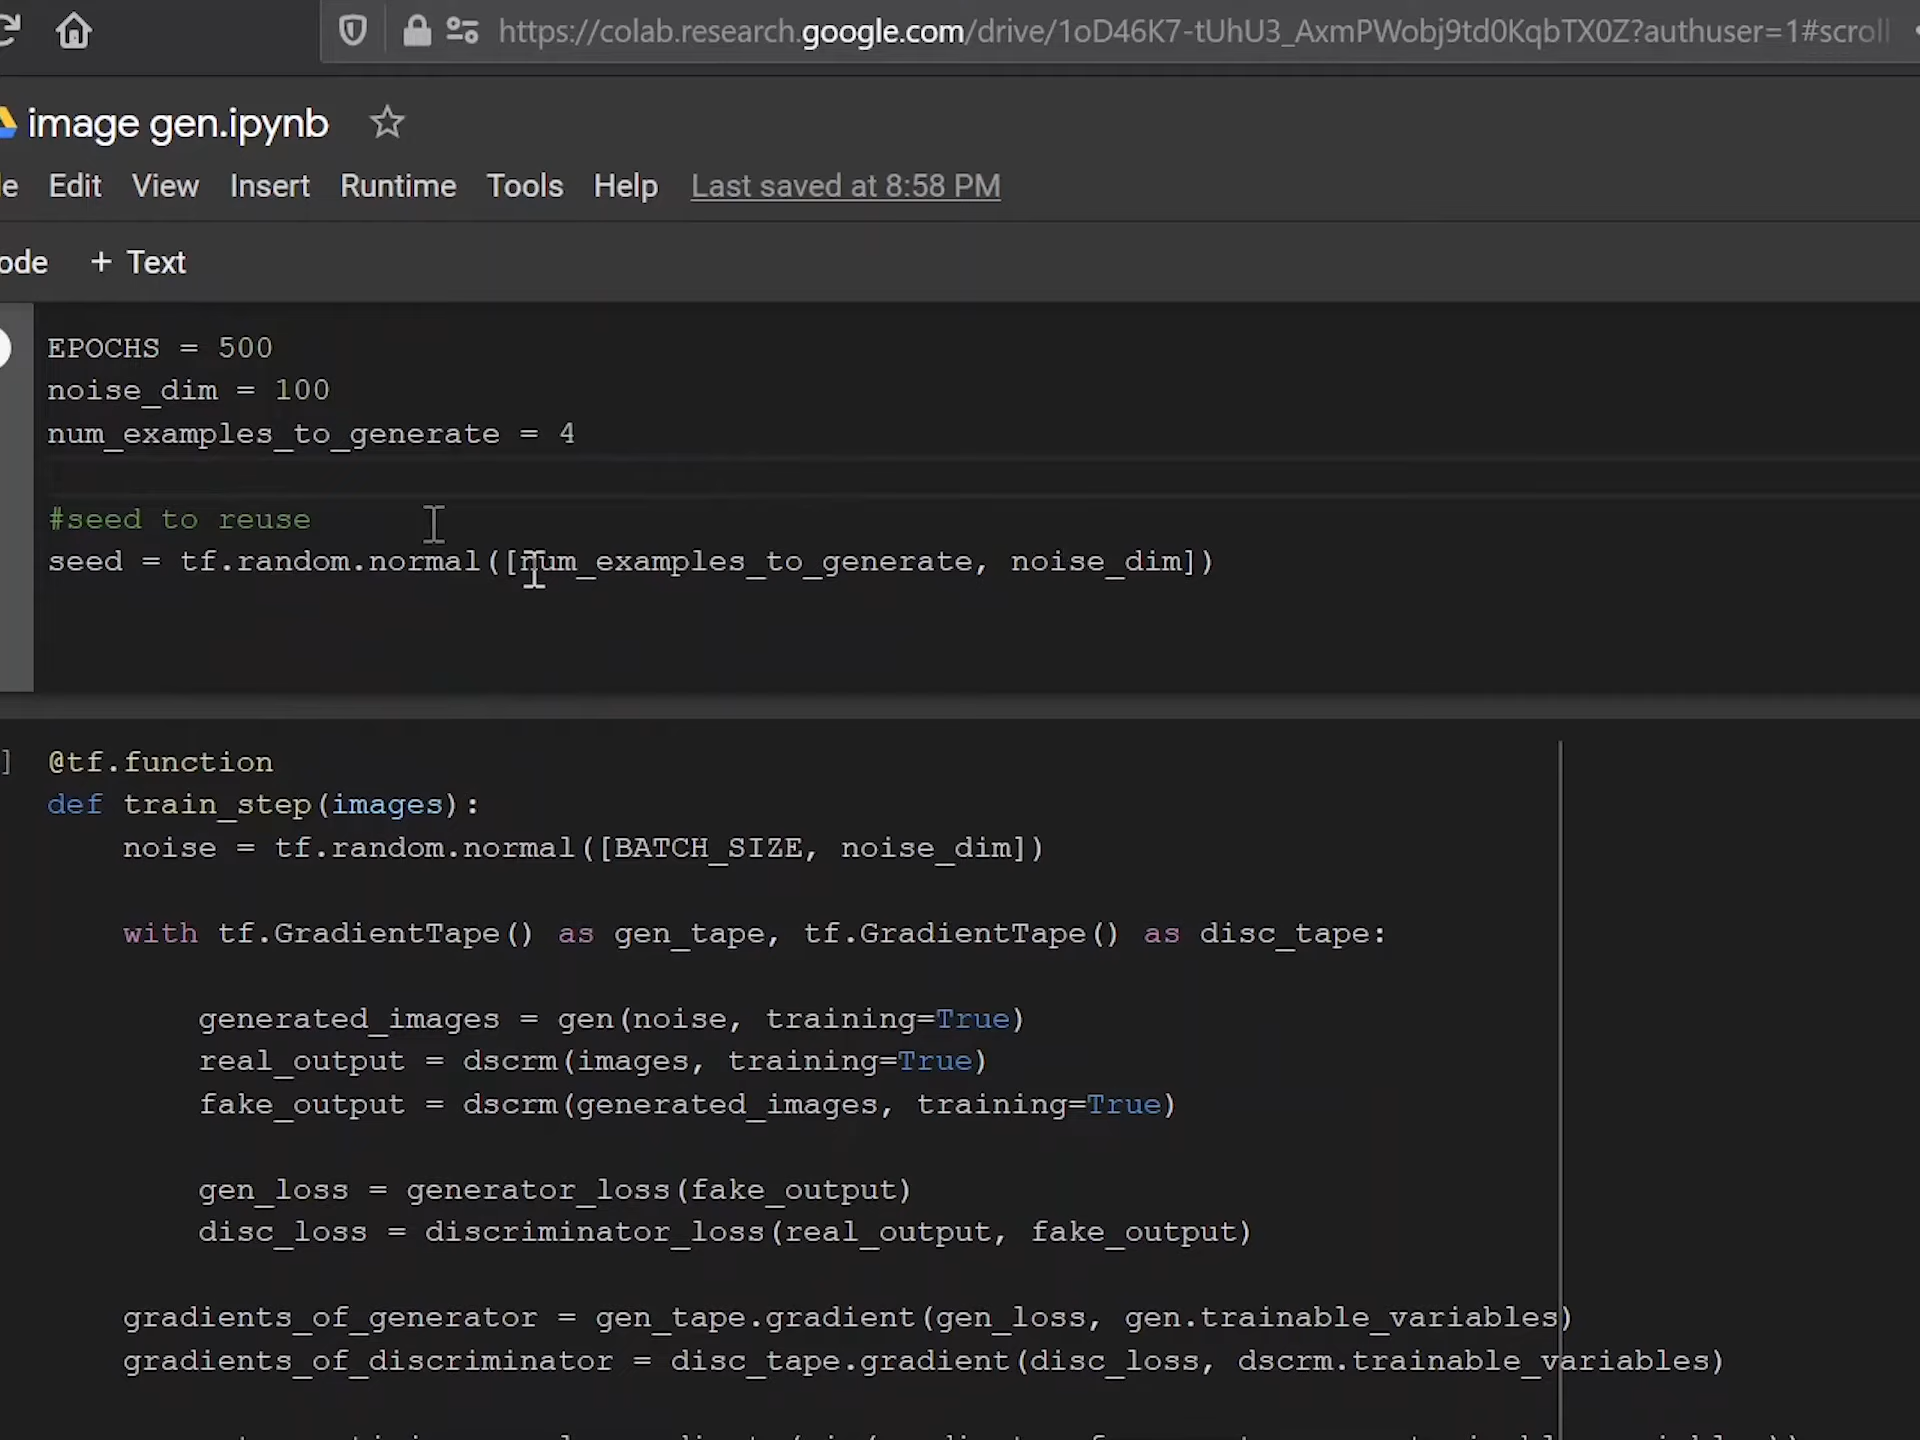 https://colab.research.google.com/drive/1oD46K7-tUhU3_AxmPWobj9td0KqbTX0Z?authuser=1#scroll
image gen.ipynb
Edit View Insert Runtime Tools Help Last saved at 8:58 PM
+ Text
EPOCHS = 500
noise_dim = 100
num_examples_to_generate = 4
#seed to reuse
seed = tf.random.normal([num_examples_to_generate, noise_dim])
@tf.function
def train_step(images):
noise = tf.random.normal([BATCH_SIZE, noise_dim])
with tf.GradientTape() as gen_tape, tf.GradientTape() as disc_tape:
generated_images = gen(noise, training=True)
real_output = dscrm(images, training=True)
fake_output = dscrm(generated_images, training=True)
gen_loss = generator_loss(fake_output)
disc_loss = discriminator_loss(real_output, fake_output)
gradients_of_generator = gen_tape.gradient(gen_loss, gen.trainable_variables)
gradients_of_discriminator = disc_tape.gradient(disc_loss, dscrm.trainable_variables)